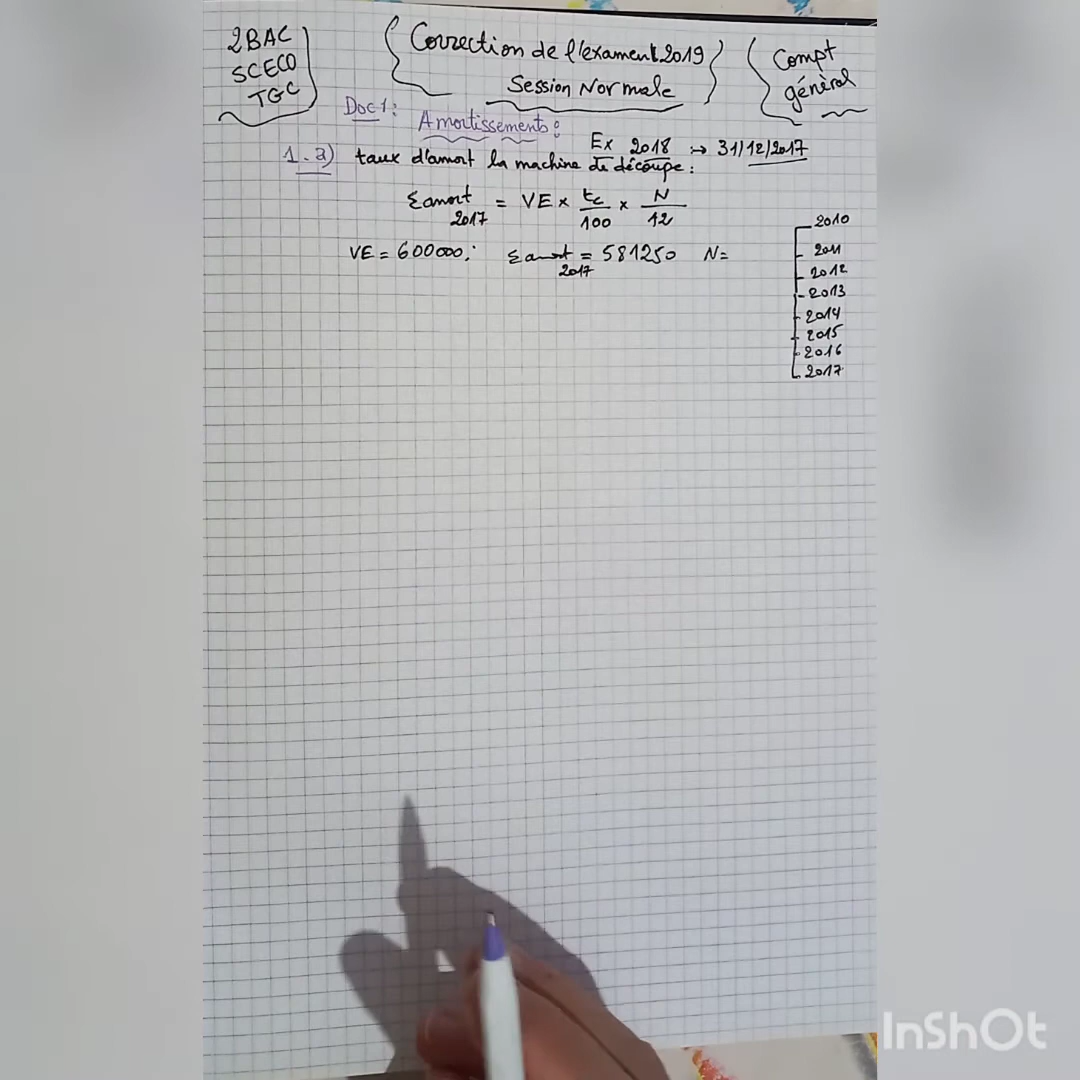 2BAC
SCECO
TGC
Correction de l'exament 2019
Session Normale
Compt
général
Doc 1:
Amortissements:
Ex 2018 → 31/12/2017
1. a) taux d'amort la machine de découpe:
Σamort 2017 = VE × tc/100 × N/12
VE = 600000; Σamort 2017 = 581250 N=
2010
2011
2012
2013
2014
2015
2016
2017
InShOt